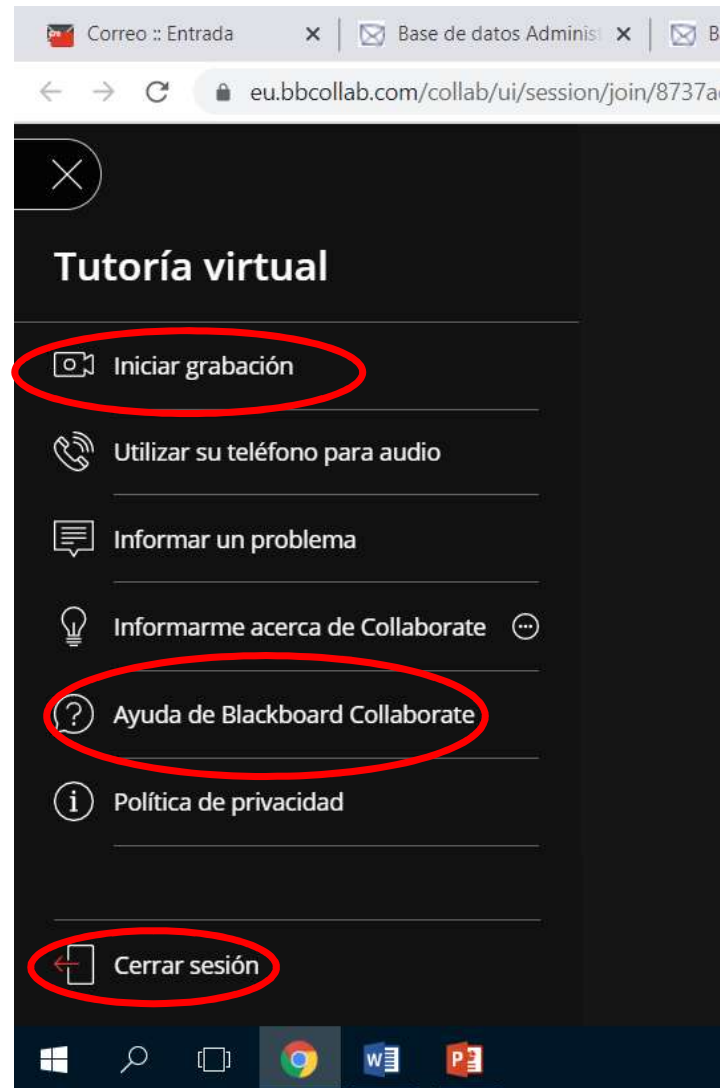 Correo :: Entrada
Base de datos Adminis
B
eu.bbcollab.com/collab/ui/session/join/8737a
Tutoría virtual
Iniciar grabación
Utilizar su teléfono para audio
Informar un problema
Informarme acerca de Collaborate
Ayuda de Blackboard Collaborate
Política de privacidad
Cerrar sesión